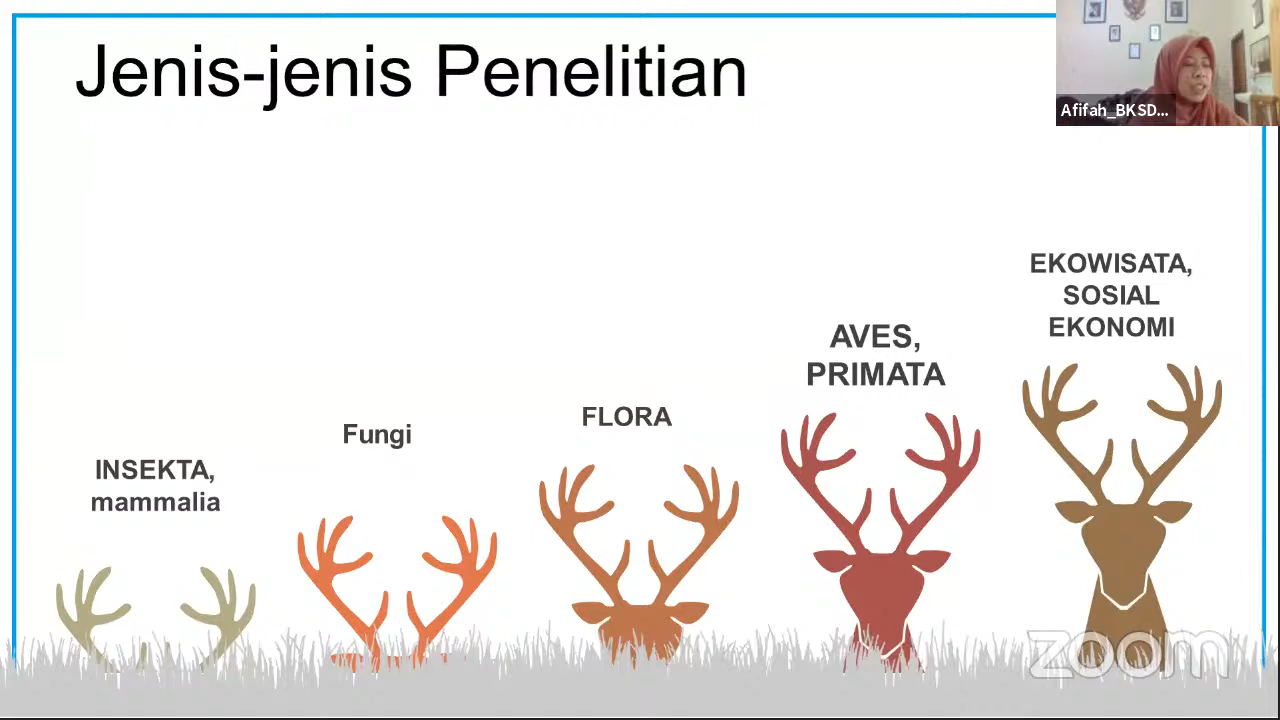 Jenis-jenis Penelitian
Afifah_BKSD...
EKOWISATA,
SOSIAL
EKONOMI
AVES,
PRIMATA
FLORA
Fungi
INSEKTA,
mammalia
zoom